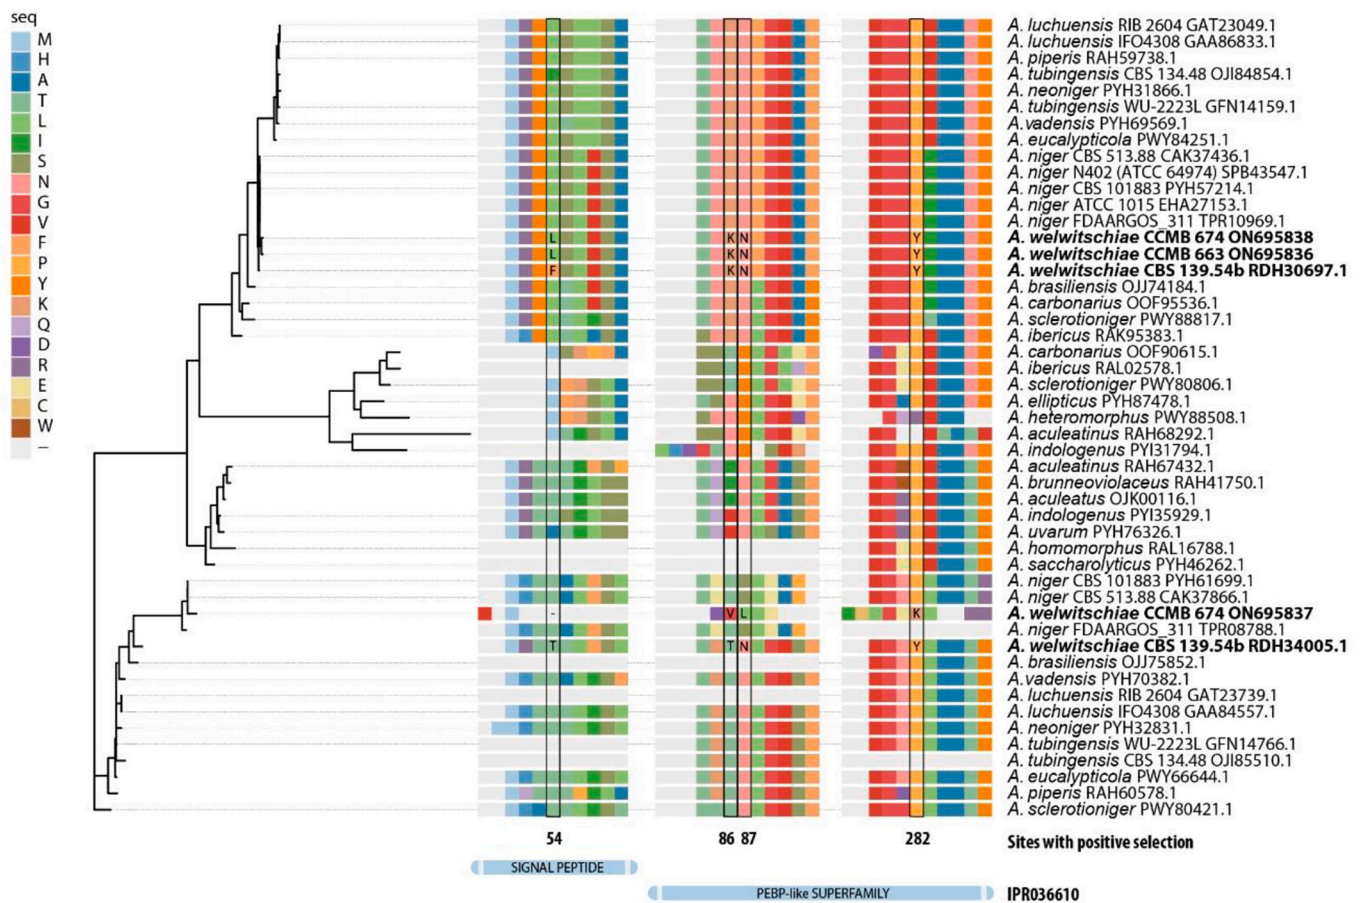 seq
M
H
A
T
L
I
S
N
G
V
F
P
Y
K
Q
D
R
E
C
W
–
A. luchuensis RIB 2604 GAT23049.1
A. luchuensis IFO4308 GAA86833.1
A. piperis RAH59738.1
A. tubingensis CBS 134.48 OJI84854.1
A. neoniger PYH31866.1
A. tubingensis WU-2223L GFN14159.1
A.vadensis PYH69569.1
A. eucalypticola PWY84251.1
A. niger CBS 513.88 CAK37436.1
A. niger N402 (ATCC 64974) SPB43547.1
A. niger CBS 101883 PYH57214.1
A. niger ATCC 1015 EHA27153.1
A. niger FDAARGOS_311 TPR10969.1
L K N Y A. welwitschiae CCMB 674 ON695838
L K N Y A. welwitschiae CCMB 663 ON695836
F K N Y A. welwitschiae CBS 139.54b RDH30697.1
A. brasiliensis OJJ74184.1
A. carbonarius OOF95536.1
A. sclerotioniger PWY88817.1
A. ibericus RAK95383.1
A. carbonarius OOF90615.1
A. ibericus RAL02578.1
A. sclerotioniger PWY80806.1
A. ellipticus PYH87478.1
A. heteromorphus PWY88508.1
A. aculeatinus RAH68292.1
A. indologenus PYI31794.1
A. aculeatinus RAH67432.1
A. brunneoviolaceus RAH41750.1
A. aculeatus OJK00116.1
A. indologenus PYI35929.1
A. uvarum PYH76326.1
A. homomorphus RAL16788.1
A. saccharolyticus PYH46262.1
A. niger CBS 101883 PYH61699.1
A. niger CBS 513.88 CAK37866.1
- V L K A. welwitschiae CCMB 674 ON695837
A. niger FDAARGOS_311 TPR08788.1
T T N Y A. welwitschiae CBS 139.54b RDH34005.1
A. brasiliensis OJJ75852.1
A.vadensis PYH70382.1
A. luchuensis RIB 2604 GAT23739.1
A. luchuensis IFO4308 GAA84557.1
A. neoniger PYH32831.1
A. tubingensis WU-2223L GFN14766.1
A. tubingensis CBS 134.48 OJI85510.1
A. eucalypticola PWY66644.1
A. piperis RAH60578.1
A. sclerotioniger PWY80421.1
54 86 87 282 Sites with positive selection
SIGNAL PEPTIDE
PEBP-like SUPERFAMILY IPR036610